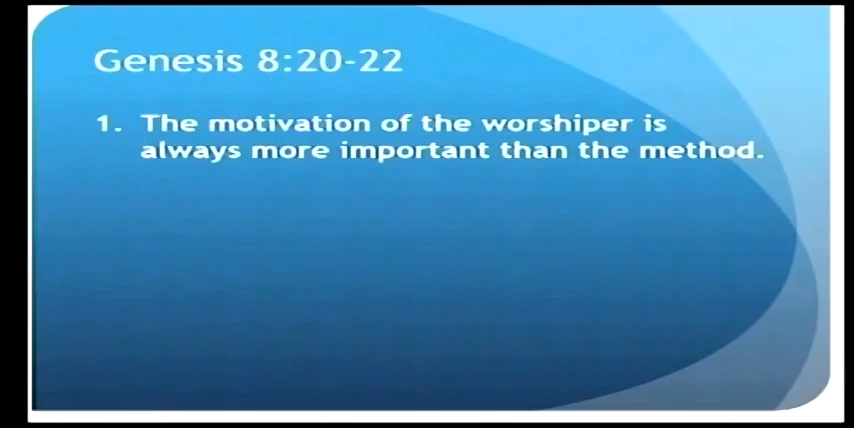 Genesis 8:20-22
1. The motivation of the worshiper is
always more important than the method.